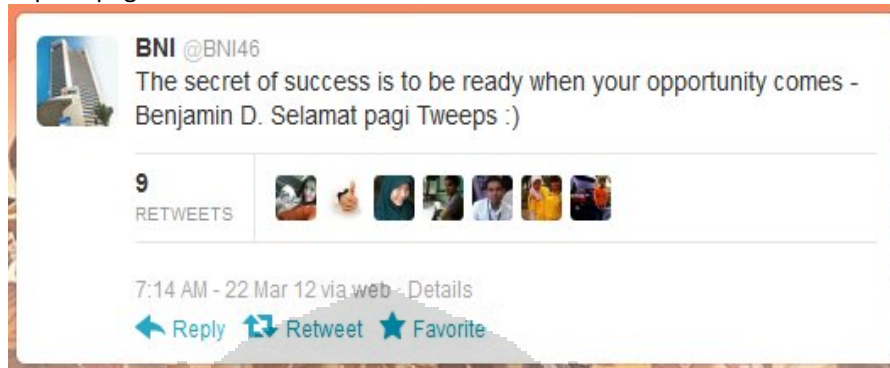 BNI @BNI46
The secret of success is to be ready when your opportunity comes -
Benjamin D. Selamat pagi Tweeps :)
9
RETWEETS
7:14 AM - 22 Mar 12 via web · Details
Reply Retweet Favorite